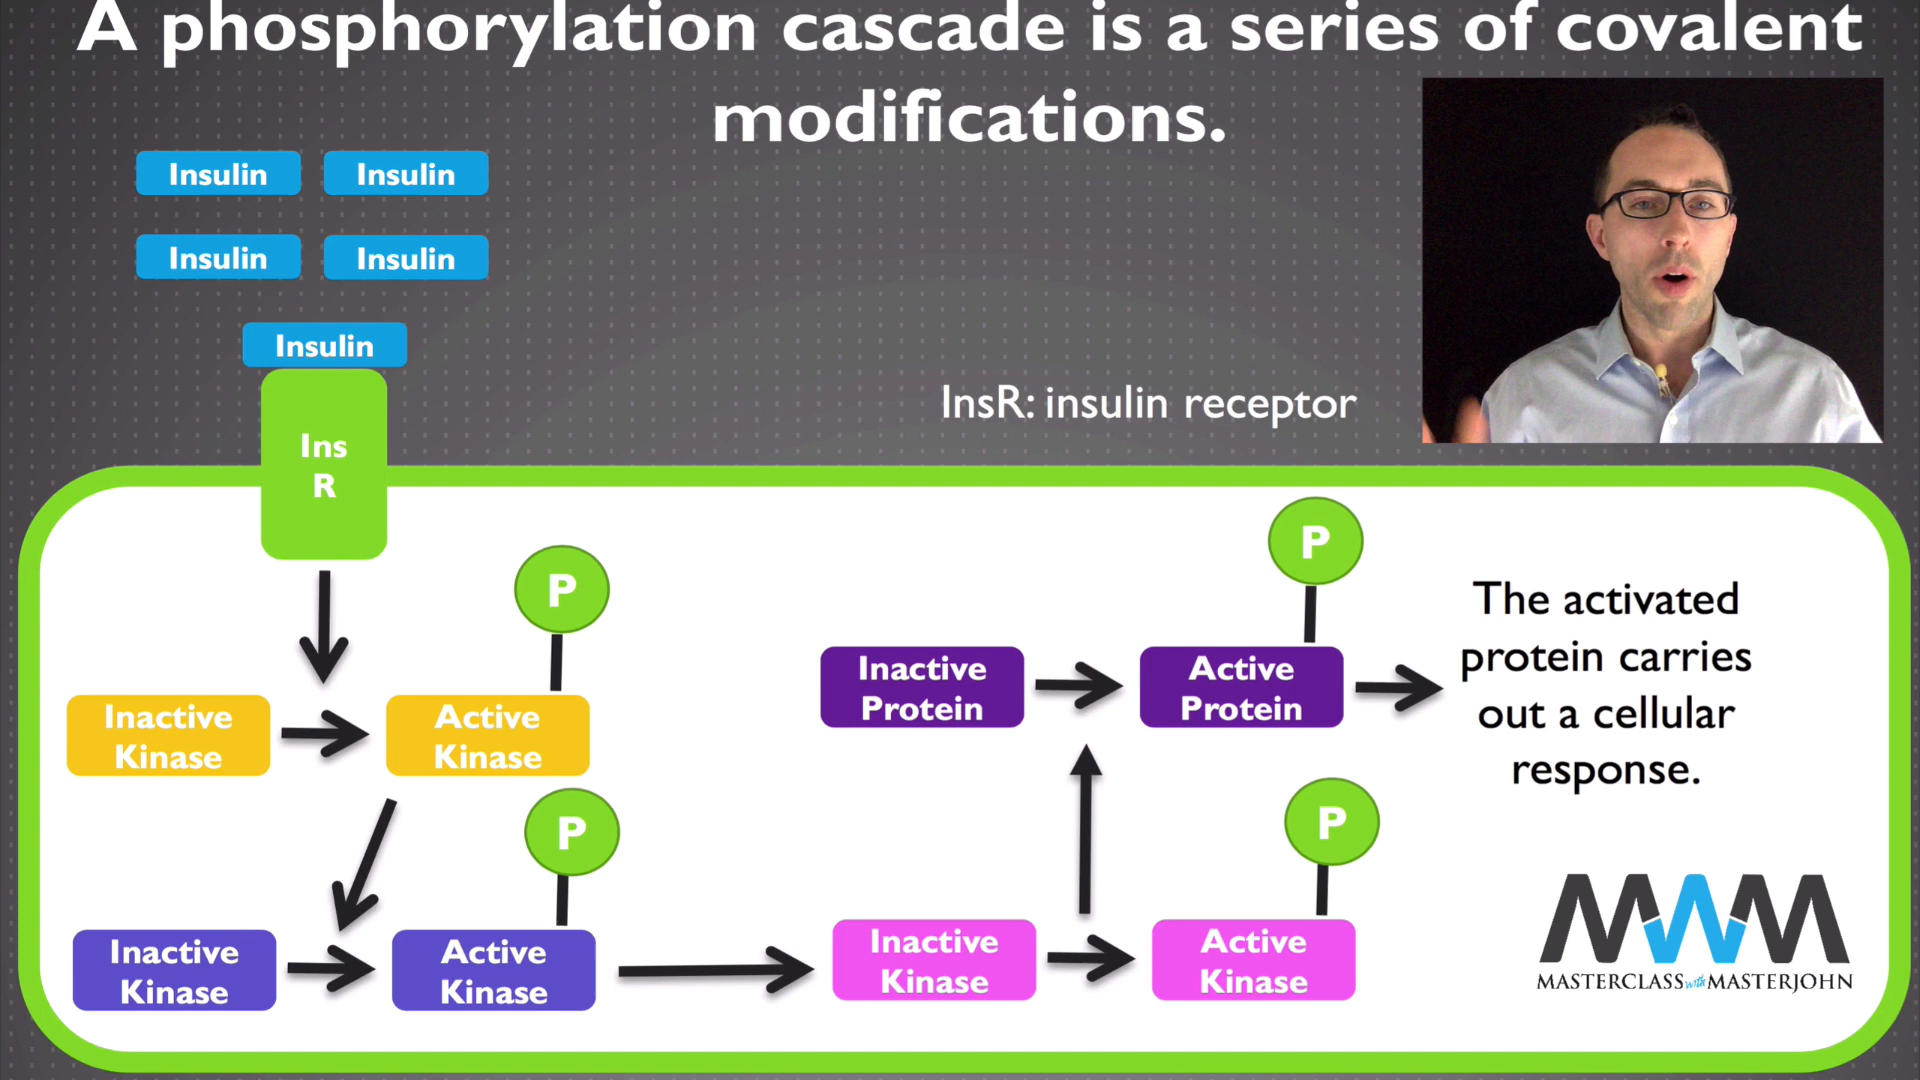 A phosphorylation cascade is a series of covalent
modifications.
Insulin
Insulin
Insulin
Insulin
Insulin
Ins
R
InsR: insulin receptor
P
Inactive
Kinase
Active
Kinase
P
Inactive
Kinase
Active
Kinase
P
Inactive
Protein
Active
Protein
P
Inactive
Kinase
Active
Kinase
The activated
protein carries
out a cellular
response.
MWM
MASTERCLASS with MASTERJOHN